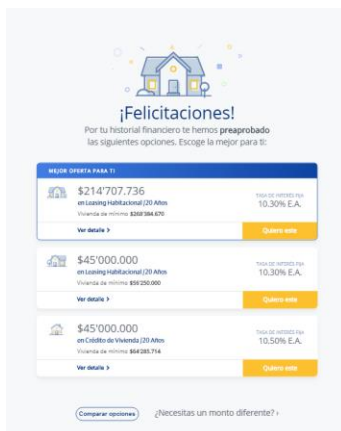 ¡Felicitaciones!
Por tu historial financiero te hemos preaprobado
las siguientes opciones. Escoge la mejor para ti:
MEJOR OFERTA PARA TI
$214'707.736
en Leasing Habitacional | 20 Años
Vivienda de mínimo $268'384.670
TASA DE INTERÉS FIJA
10.30% E.A.
Ver detalle >
Quiero este
$45'000.000
en Leasing Habitacional | 20 Años
Vivienda de mínimo $56'250.000
TASA DE INTERÉS FIJA
10.30% E.A.
Ver detalle >
Quiero este
$45'000.000
en Crédito de Vivienda | 20 Años
Vivienda de mínimo $64'285.714
TASA DE INTERÉS FIJA
10.50% E.A.
Ver detalle >
Quiero este
Comparar opciones
¿Necesitas un monto diferente? ›